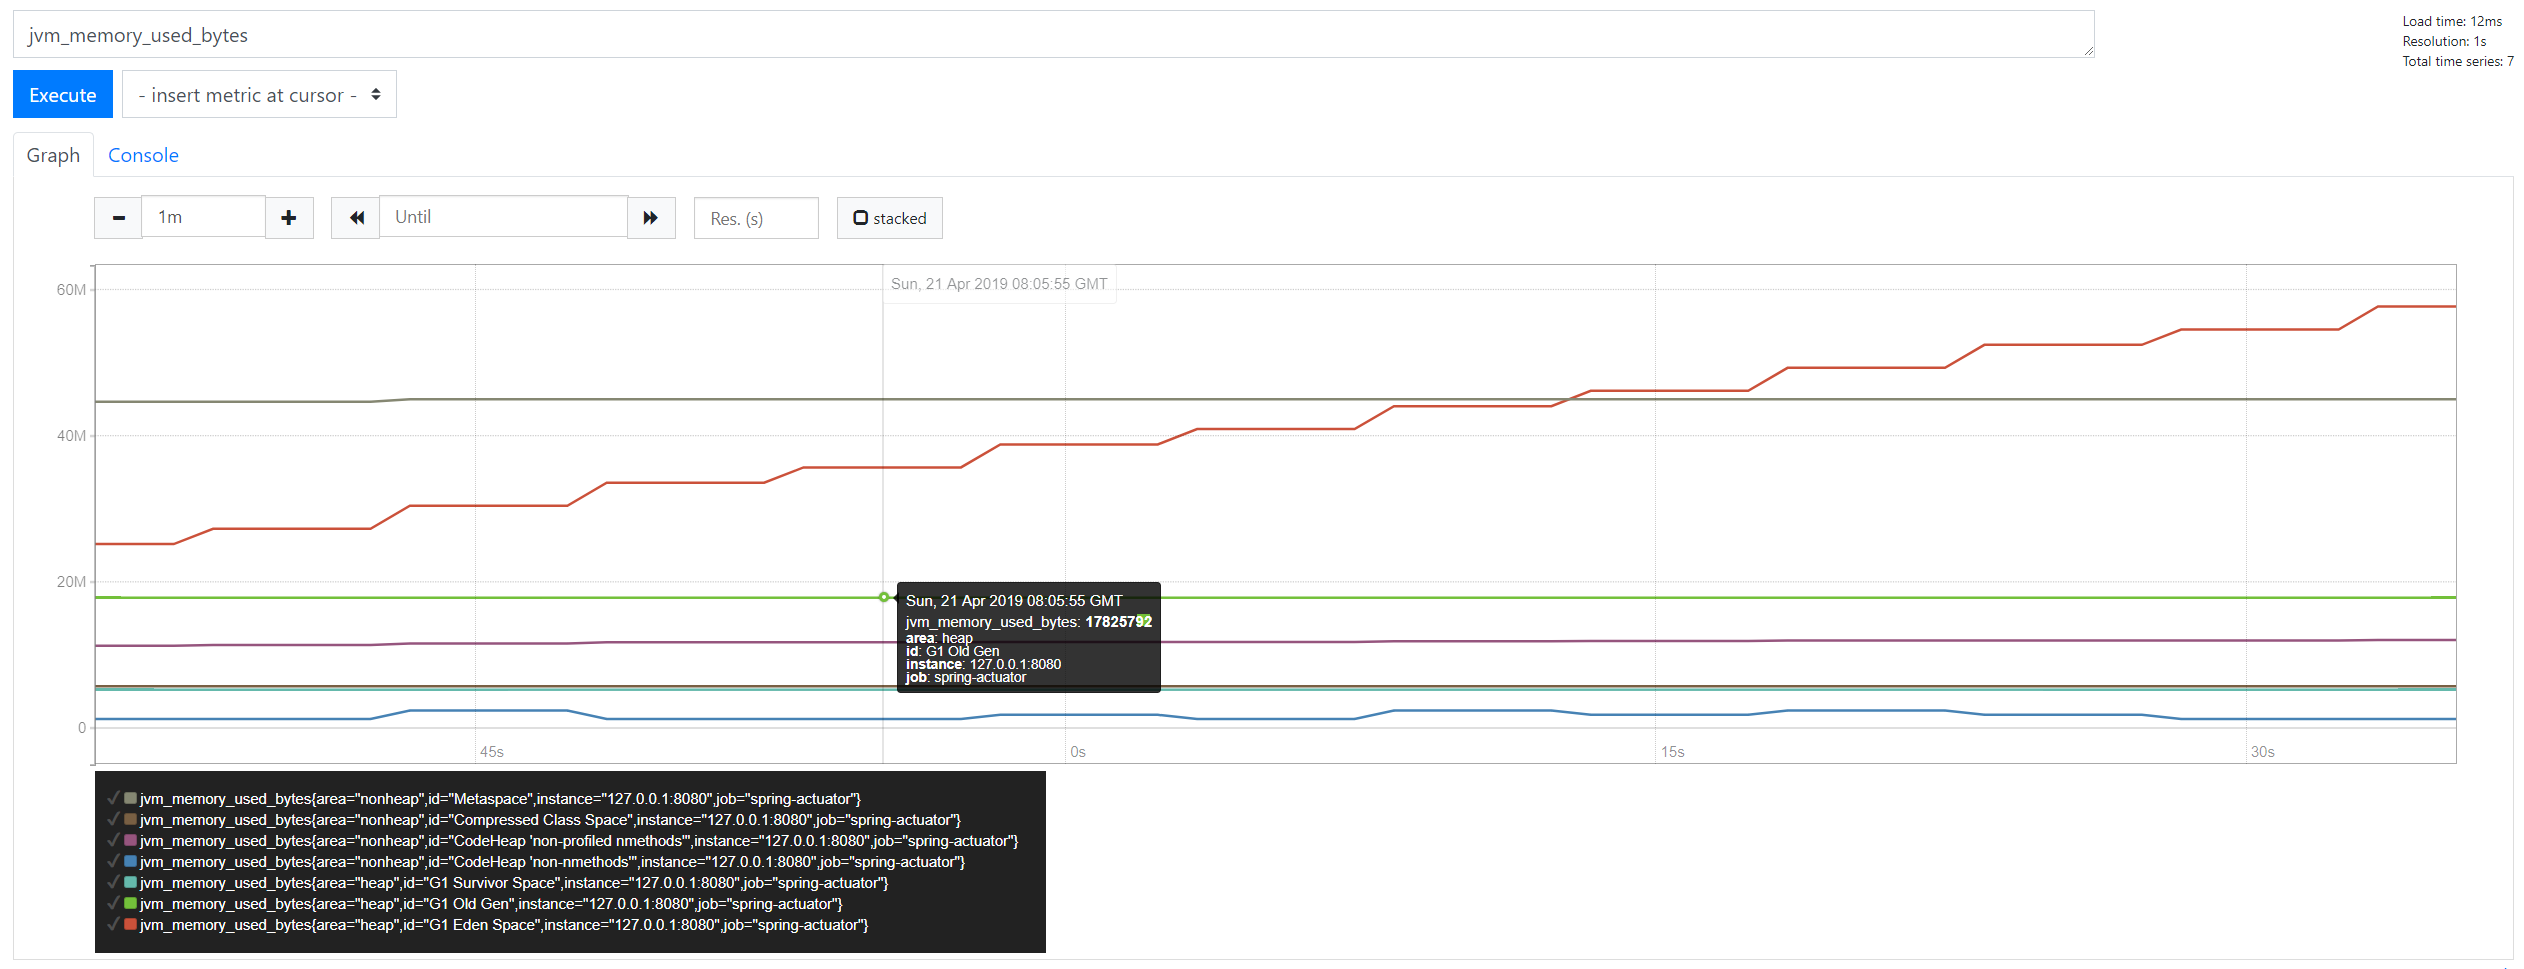 jvm_memory_used_bytes
Load time: 12ms
Resolution: 1s
Total time series: 7
Execute
- insert metric at cursor -
Graph
Console
1m
Until
Res. (s)
stacked
Sun, 21 Apr 2019 08:05:55 GMT
60M
40M
20M
0
Sun, 21 Apr 2019 08:05:55 GMT
jvm_memory_used_bytes: 17825792
area: heap
id: G1 Old Gen
instance: 127.0.0.1:8080
job: spring-actuator
45s
0s
15s
30s
jvm_memory_used_bytes{area="nonheap",id="Metaspace",instance="127.0.0.1:8080",job="spring-actuator"}
jvm_memory_used_bytes{area="nonheap",id="Compressed Class Space",instance="127.0.0.1:8080",job="spring-actuator"}
jvm_memory_used_bytes{area="nonheap",id="CodeHeap 'non-profiled nmethods'",instance="127.0.0.1:8080",job="spring-actuator"}
jvm_memory_used_bytes{area="nonheap",id="CodeHeap 'non-nmethods'",instance="127.0.0.1:8080",job="spring-actuator"}
jvm_memory_used_bytes{area="heap",id="G1 Survivor Space",instance="127.0.0.1:8080",job="spring-actuator"}
jvm_memory_used_bytes{area="heap",id="G1 Old Gen",instance="127.0.0.1:8080",job="spring-actuator"}
jvm_memory_used_bytes{area="heap",id="G1 Eden Space",instance="127.0.0.1:8080",job="spring-actuator"}